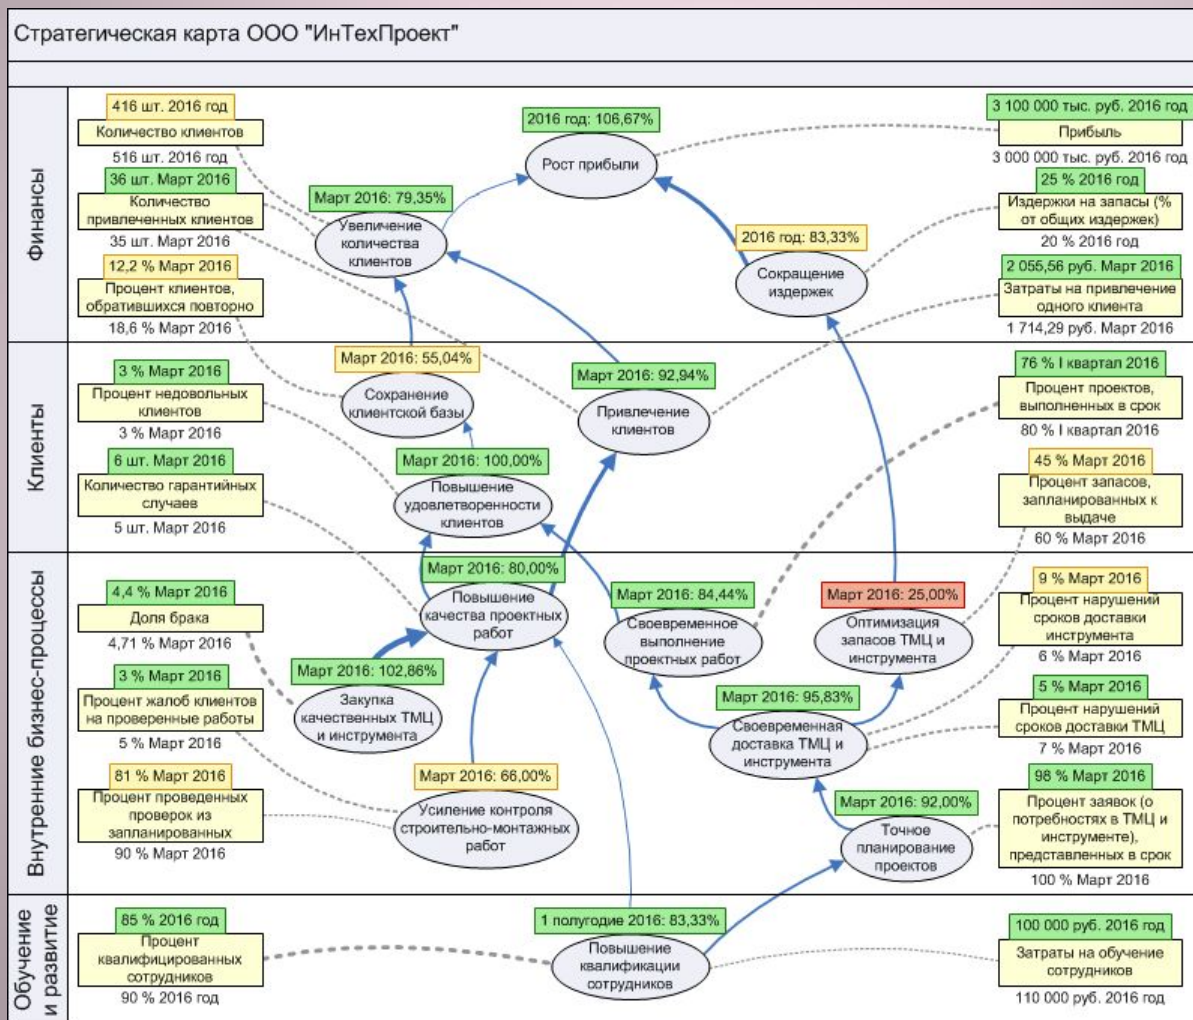 Стратегическая карта ООО "ИнТехПроект"
Финансы
416 шт. 2016 год
Количество клиентов
516 шт. 2016 год
36 шт. Март 2016
Количество
привлеченных клиентов
35 шт. Март 2016
12,2 % Март 2016
Процент клиентов,
обратившихся повторно
18,6 % Март 2016
2016 год: 106,67%
Рост прибыли
Март 2016: 79,35%
Увеличение
количества
клиентов
2016 год: 83,33%
Сокращение
издержек
3 100 000 тыс. руб. 2016 год
Прибыль
3 000 000 тыс. руб. 2016 год
25 % 2016 год
Издержки на запасы (%
от общих издержек)
20 % 2016 год
2 055,56 руб. Март 2016
Затраты на привлечение
одного клиента
1 714,29 руб. Март 2016
Клиенты
3 % Март 2016
Процент недовольных
клиентов
3 % Март 2016
6 шт. Март 2016
Количество гарантийных
случаев
5 шт. Март 2016
Март 2016: 55,04%
Сохранение
клиентской базы
Март 2016: 92,94%
Привлечение
клиентов
Март 2016: 100,00%
Повышение
удовлетворенности
клиентов
76 % I квартал 2016
Процент проектов,
выполненных в срок
80 % I квартал 2016
45 % Март 2016
Процент запасов,
запланированных к
выдаче
60 % Март 2016
Внутренние бизнес-процессы
4,4 % Март 2016
Доля брака
4,71 % Март 2016
3 % Март 2016
Процент жалоб клиентов
на проверенные работы
5 % Март 2016
81 % Март 2016
Процент проведенных
проверок из
запланированных
90 % Март 2016
Март 2016: 80,00%
Повышение
качества проектных
работ
Март 2016: 84,44%
Своевременное
выполнение
проектных работ
Март 2016: 25,00%
Оптимизация
запасов ТМЦ и
инструмента
Март 2016: 102,86%
Закупка
качественных ТМЦ
и инструмента
Март 2016: 95,83%
Своевременная
доставка ТМЦ и
инструмента
Март 2016: 66,00%
Усиление контроля
строительно-монтажных
работ
Март 2016: 92,00%
Точное
планирование
проектов
9 % Март 2016
Процент нарушений
сроков доставки
инструмента
6 % Март 2016
5 % Март 2016
Процент нарушений
сроков доставки ТМЦ
7 % Март 2016
98 % Март 2016
Процент заявок (о
потребностях в ТМЦ и
инструменте),
представленных в срок
100 % Март 2016
Обучение
и развитие
85 % 2016 год
Процент
квалифицированных
сотрудников
90 % 2016 год
1 полугодие 2016: 83,33%
Повышение
квалификации
сотрудников
100 000 руб. 2016 год
Затраты на обучение
сотрудников
110 000 руб. 2016 год